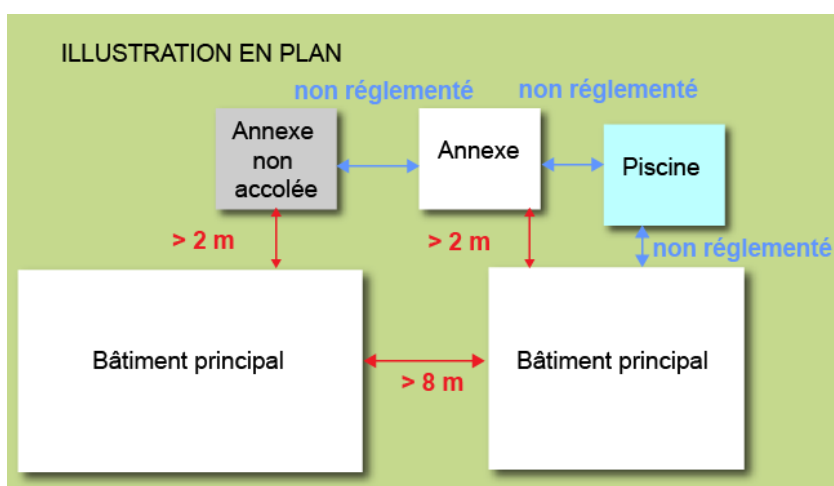 ILLUSTRATION EN PLAN
non réglementé
non réglementé
Annexe
non
accolée
Annexe
Piscine
> 2 m
> 2 m
non réglementé
Bâtiment principal
> 8 m
Bâtiment principal